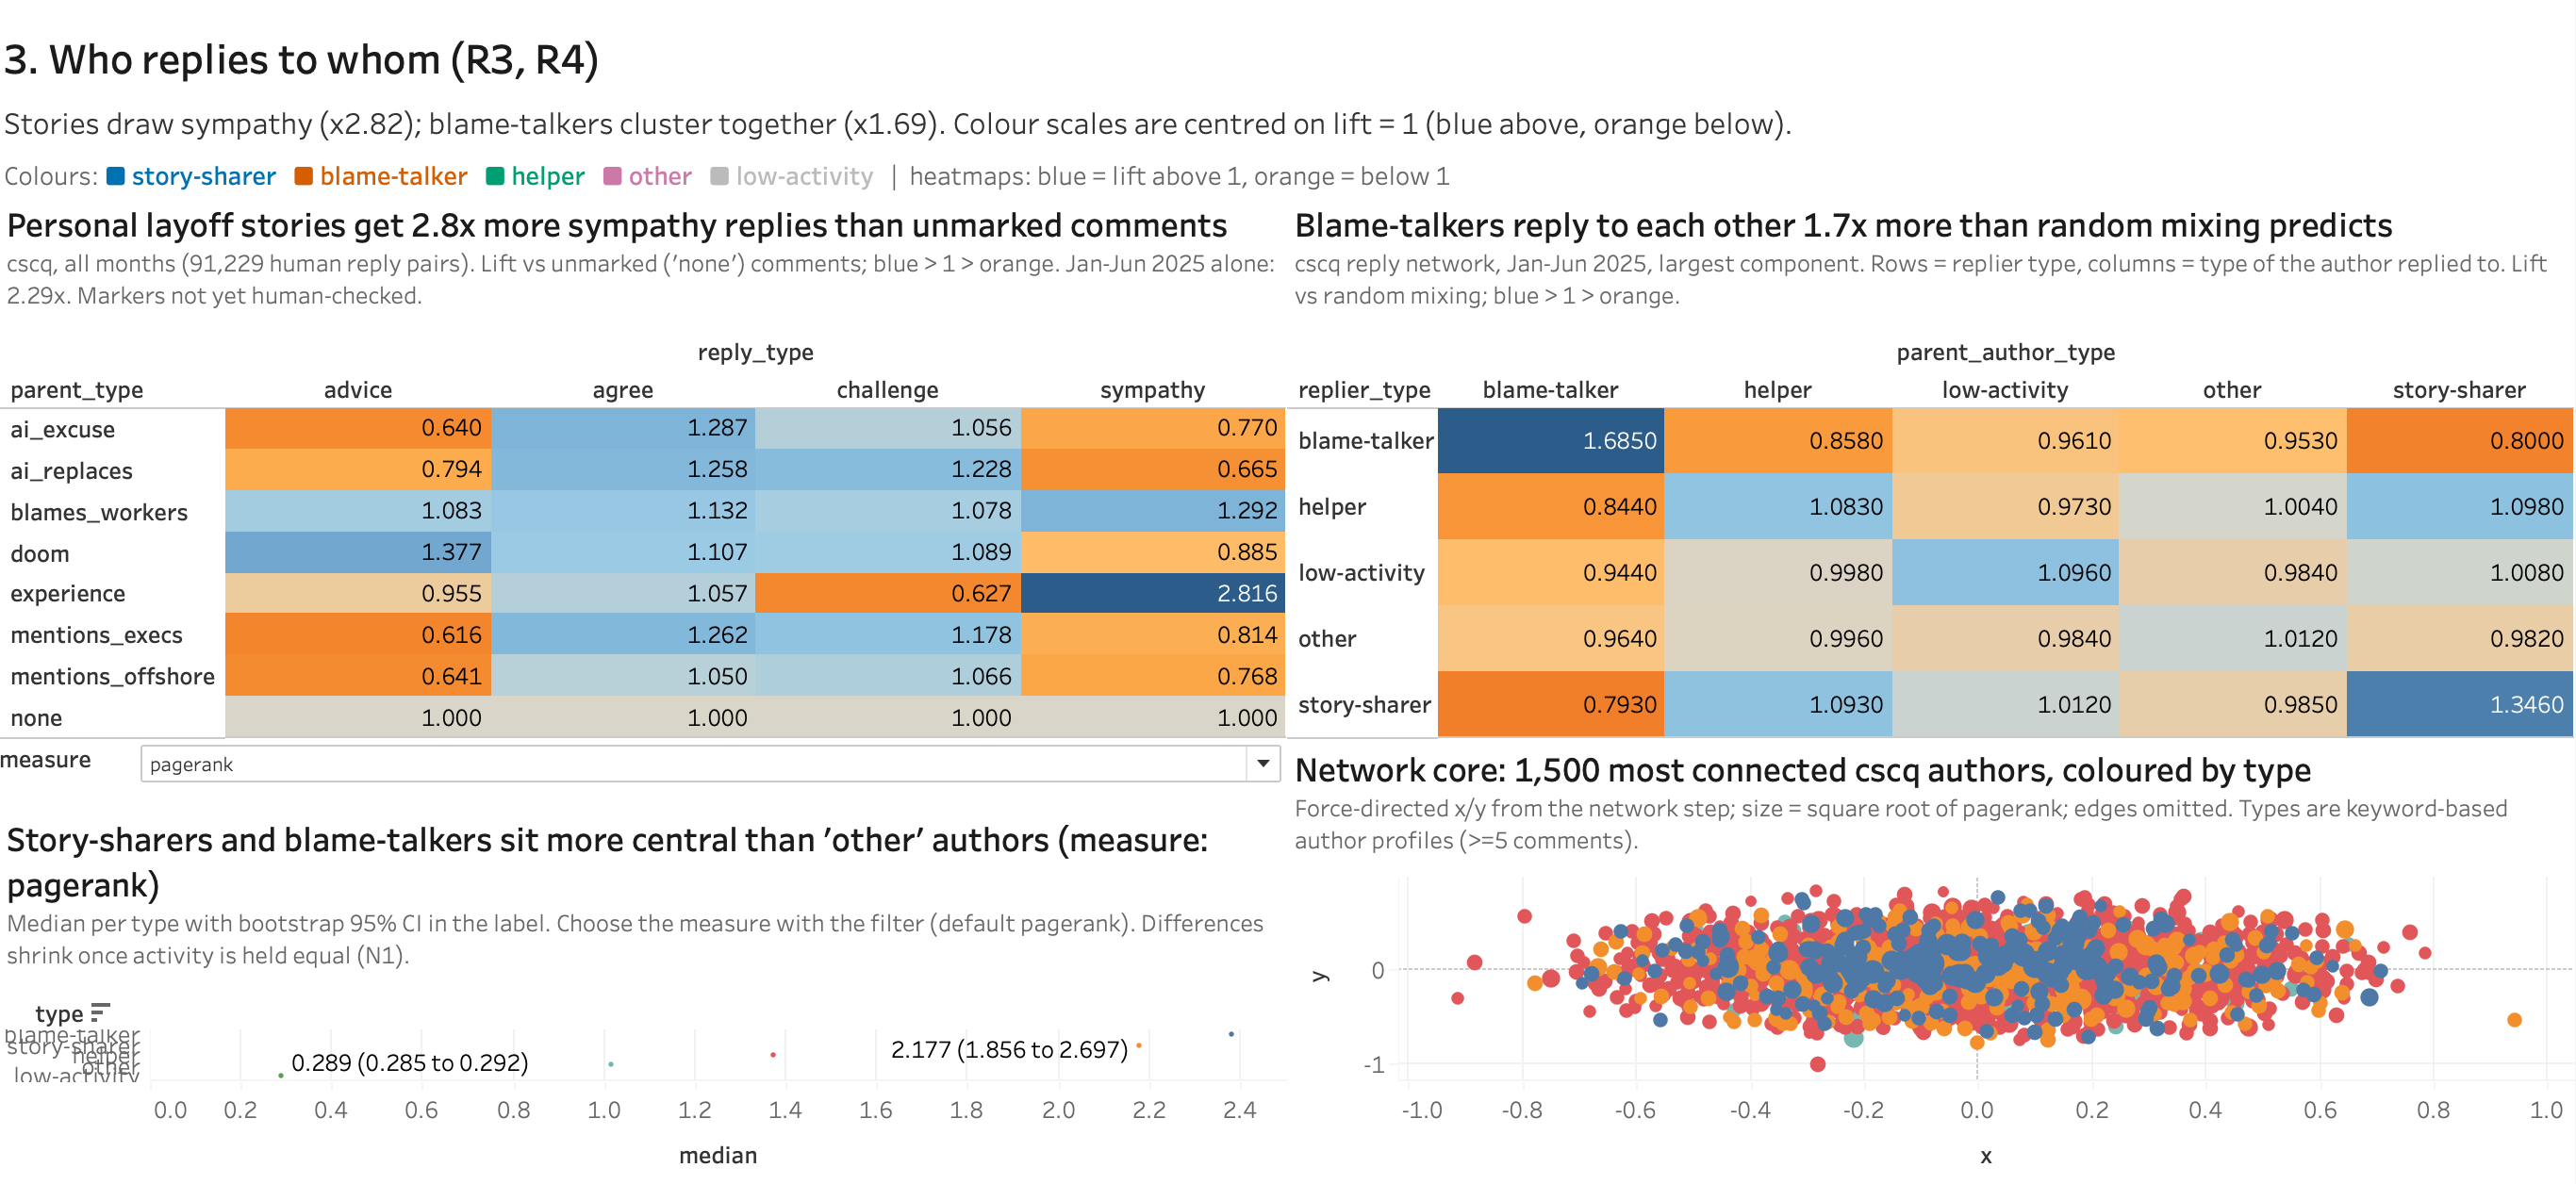 3. Who replies to whom (R3, R4)
Stories draw sympathy (x2.82); blame-talkers cluster together (x1.69). Colour scales are centred on lift = 1 (blue above, orange below).
Colours: story-sharer blame-talker helper other low-activity | heatmaps: blue = lift above 1, orange = below 1
Personal layoff stories get 2.8x more sympathy replies than unmarked comments
cscq, all months (91,229 human reply pairs). Lift vs unmarked ('none') comments; blue > 1 > orange. Jan-Jun 2025 alone:
2.29x. Markers not yet human-checked.
reply_type
parent_type advice agree challenge sympathy
ai_excuse 0.640 1.287 1.056 0.770
ai_replaces 0.794 1.258 1.228 0.665
blames_workers 1.083 1.132 1.078 1.292
doom 1.377 1.107 1.089 0.885
experience 0.955 1.057 0.627 2.816
mentions_execs 0.616 1.262 1.178 0.814
mentions_offshore 0.641 1.050 1.066 0.768
none 1.000 1.000 1.000 1.000
Blame-talkers reply to each other 1.7x more than random mixing predicts
cscq reply network, Jan-Jun 2025, largest component. Rows = replier type, columns = type of the author replied to. Lift
vs random mixing; blue > 1 > orange.
parent_author_type
replier_type blame-talker helper low-activity other story-sharer
blame-talker 1.6850 0.8580 0.9610 0.9530 0.8000
helper 0.8440 1.0830 0.9730 1.0040 1.0980
low-activity 0.9440 0.9980 1.0960 0.9840 1.0080
other 0.9640 0.9960 0.9840 1.0120 0.9820
story-sharer 0.7930 1.0930 1.0120 0.9850 1.3460
measure pagerank
Story-sharers and blame-talkers sit more central than 'other' authors (measure:
pagerank)
Median per type with bootstrap 95% CI in the label. Choose the measure with the filter (default pagerank). Differences
shrink once activity is held equal (N1).
type
blame-talker
story-sharer
helper
other
low-activity
0.289 (0.285 to 0.292)
2.177 (1.856 to 2.697)
0.0 0.2 0.4 0.6 0.8 1.0 1.2 1.4 1.6 1.8 2.0 2.2 2.4
median
Network core: 1,500 most connected cscq authors, coloured by type
Force-directed x/y from the network step; size = square root of pagerank; edges omitted. Types are keyword-based
author profiles (>=5 comments).
y
0
-1
-1.0 -0.8 -0.6 -0.4 -0.2 0.0 0.2 0.4 0.6 0.8 1.0
x